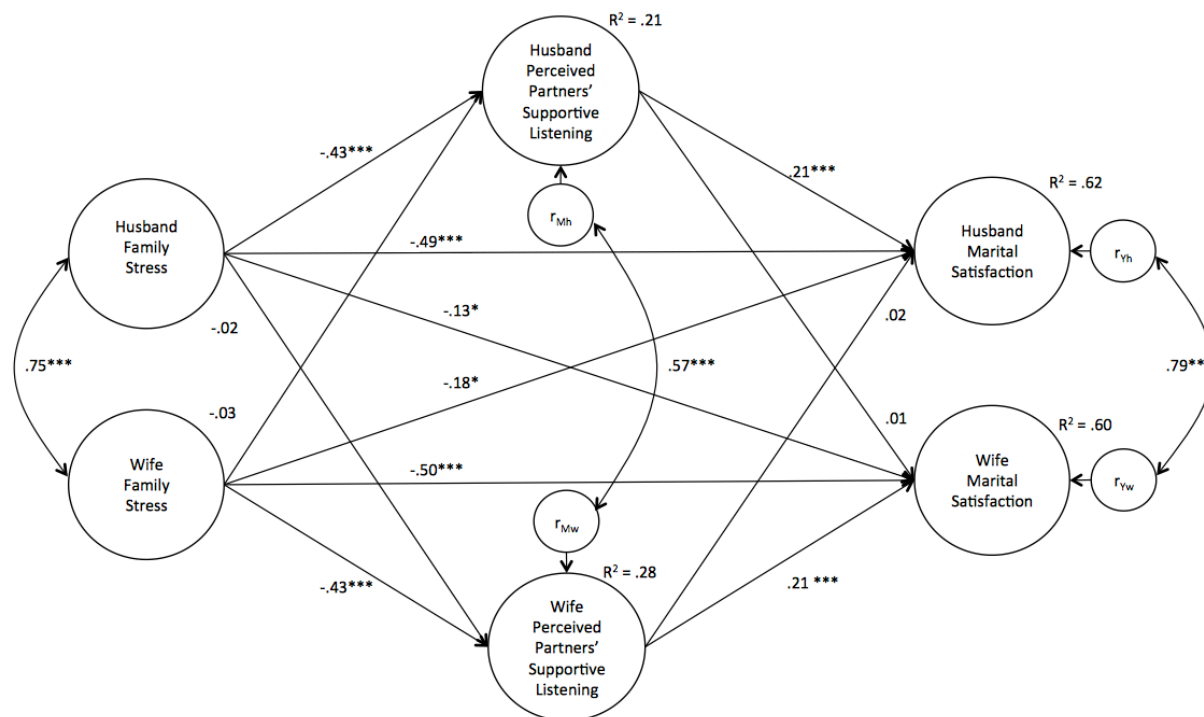 R² = .21
Husband
Perceived
Partners'
Supportive
Listening
-.43***
.21***
R² = .62
r_Mh
Husband
Family
Stress
-.49***
Husband
Marital
Satisfaction
r_Yh
-.13*
-.02
.02
.75***
.57***
.79**
-.18*
-.03
.01
R² = .60
Wife
Family
Stress
-.50***
Wife
Marital
Satisfaction
r_Yw
r_Mw
-.43***
R² = .28
.21 ***
Wife
Perceived
Partners'
Supportive
Listening